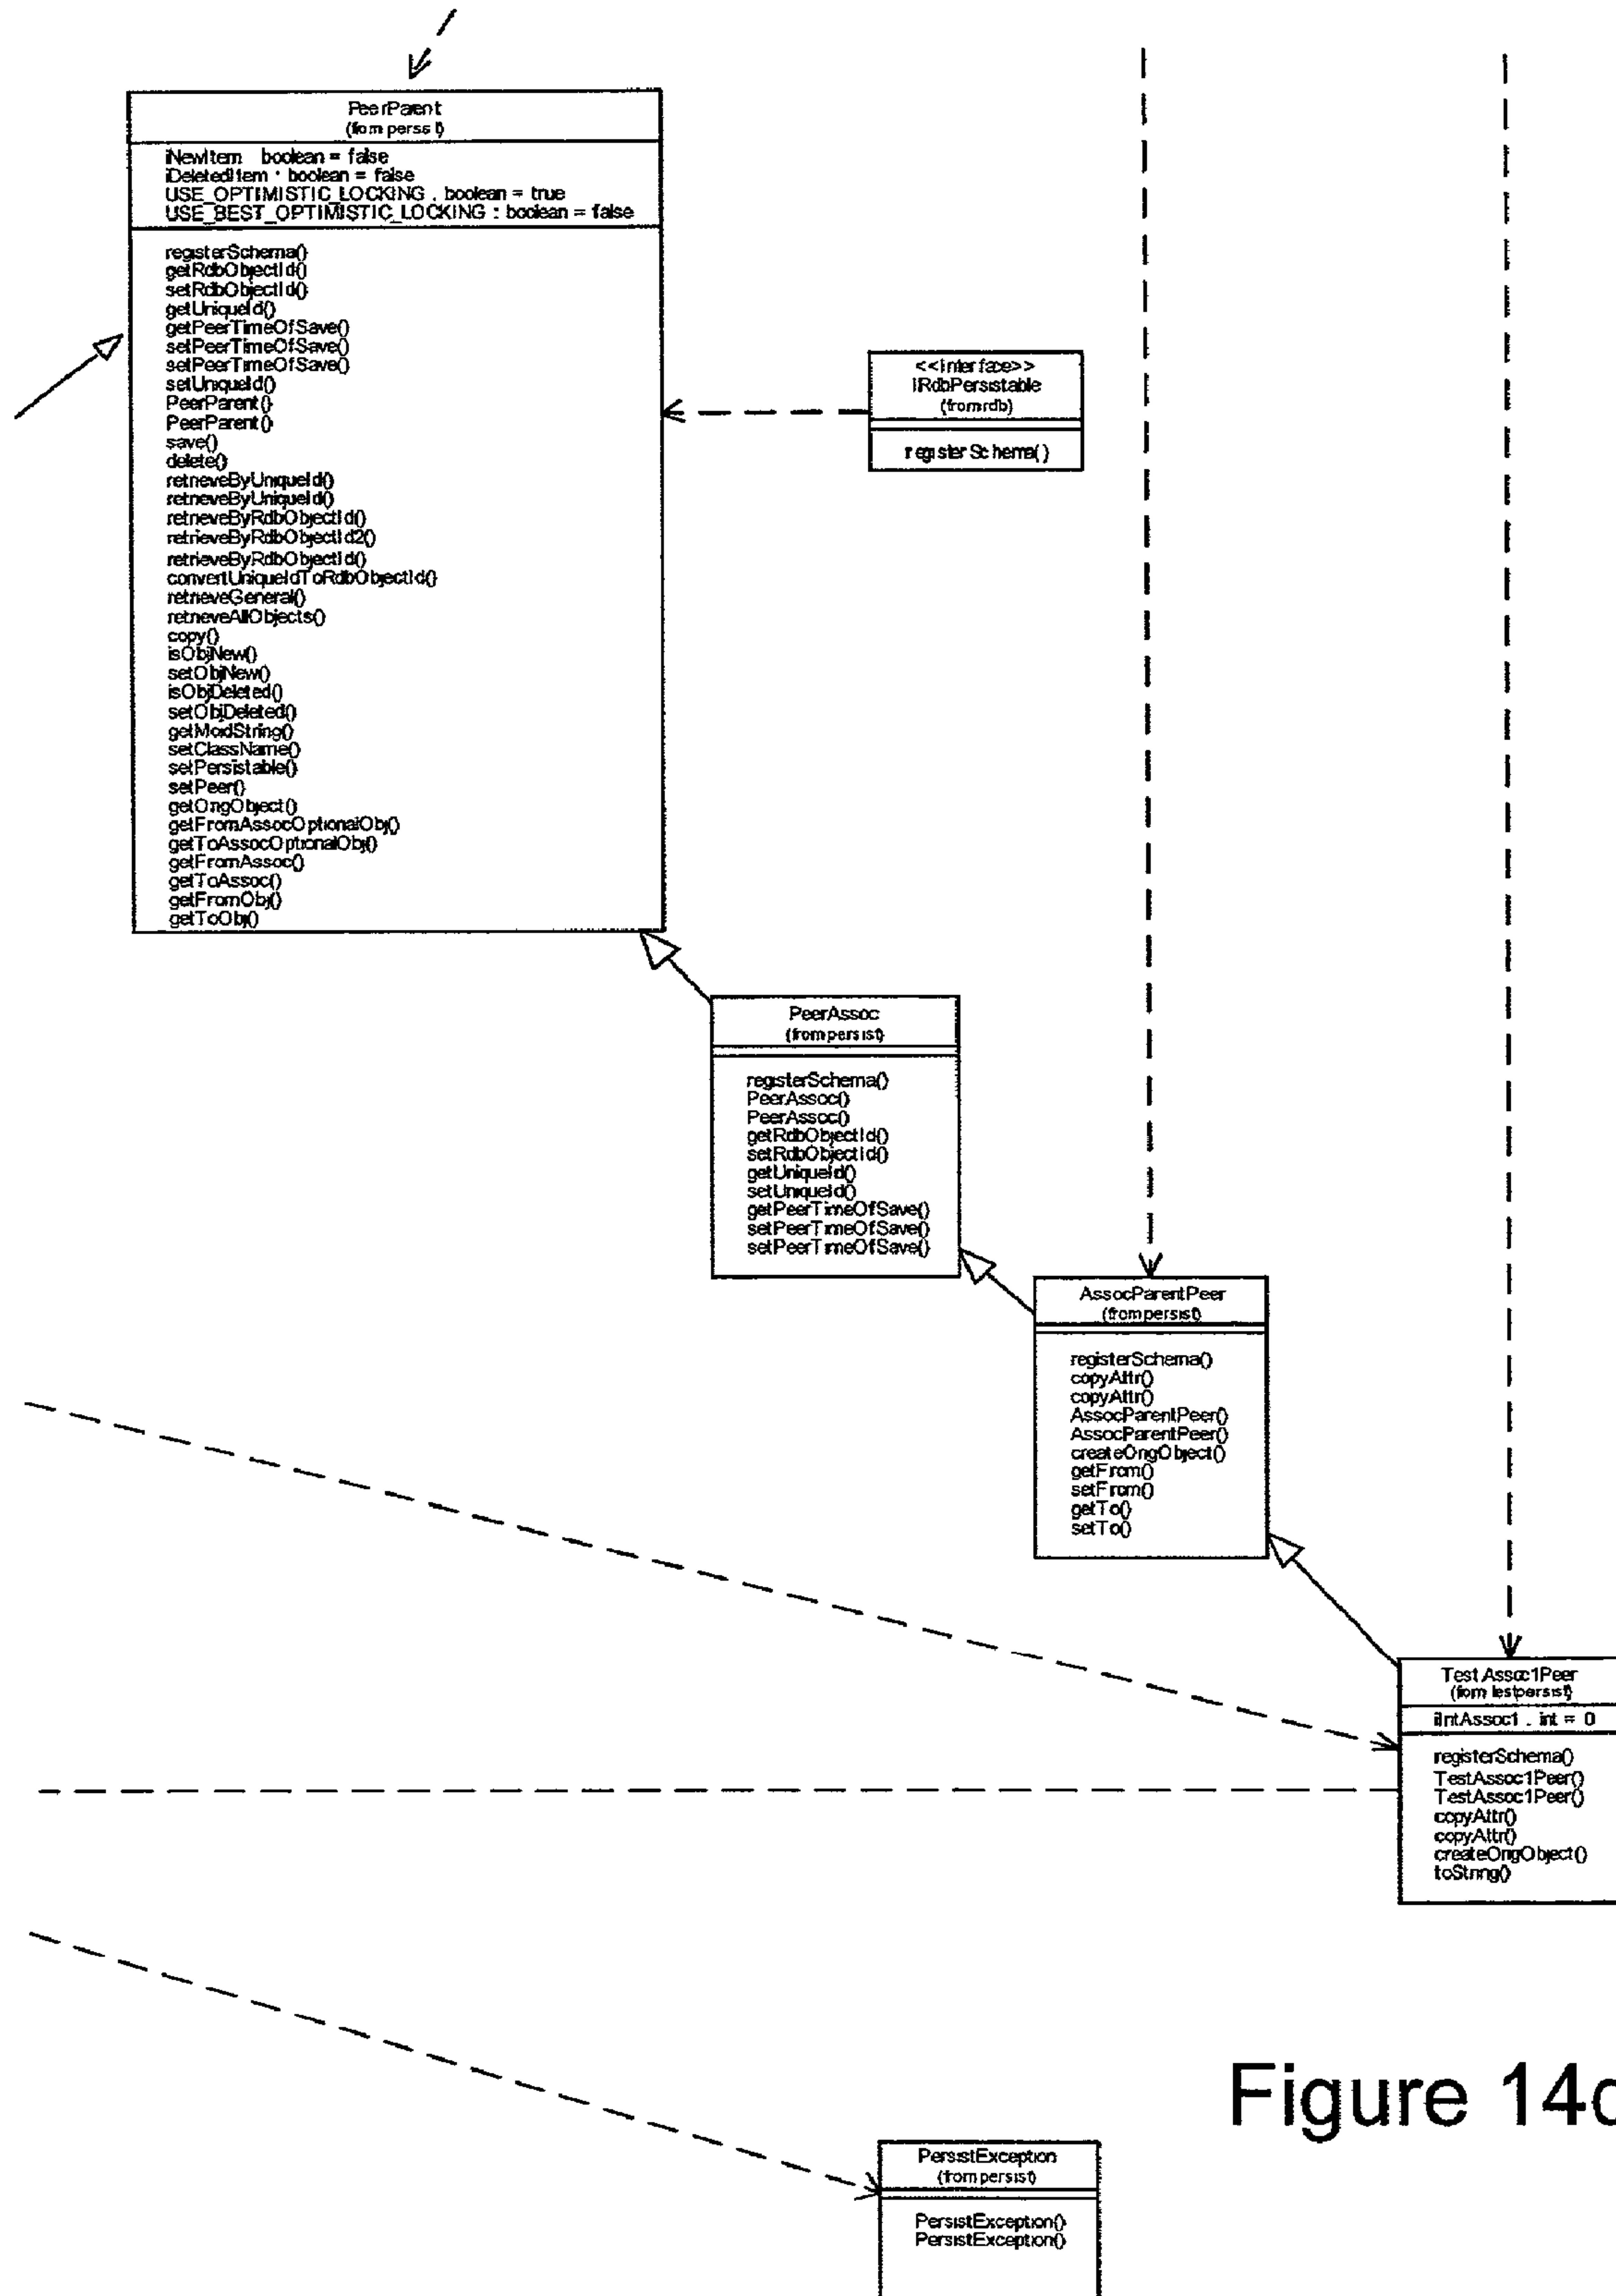 PeerParent
(from persist)
iNewItem boolean = false
iDeletedItem : boolean = false
USE_OPTIMISTIC_LOCKING . boolean = true
USE_BEST_OPTIMISTIC_LOCKING : boolean = false
registerSchema()
getRdbObjectId()
setRdbObjectId()
getUniqueId()
getPeerTimeOfSave()
setPeerTimeOfSave()
setPeerTimeOfSave()
setUniqueId()
PeerParent()
PeerParent()
save()
delete()
retrieveByUniqueId()
retrieveByUniqueId()
retrieveByRdbObjectId()
retrieveByRdbObjectId2()
retrieveByRdbObjectId()
convertUniqueIdToRdbObjectId()
retrieveGeneral()
retrieveAllObjects()
copy()
isObjNew()
setObjNew()
isObjDeleted()
setObjDeleted()
getModString()
setClassName()
setPersistable()
setPeer()
getOrigObject()
getFromAssocOptionalObj()
getToAssocOptionalObj()
getFromAssoc()
getToAssoc()
getFromObj()
getToObj()
<<Interface>>
IRdbPersistable
(from rdb)
registerSchema()
PeerAssoc
(from persist)
registerSchema()
PeerAssoc()
PeerAssoc()
getRdbObjectId()
setRdbObjectId()
getUniqueId()
setUniqueId()
getPeerTimeOfSave()
setPeerTimeOfSave()
setPeerTimeOfSave()
AssocParentPeer
(from persist)
registerSchema()
copyAttr()
copyAttr()
AssocParentPeer()
AssocParentPeer()
createOrigObject()
getFrom()
setFrom()
getTo()
setTo()
TestAssoc1Peer
(from testpersist)
iIntAssoc1 . int = 0
registerSchema()
TestAssoc1Peer()
TestAssoc1Peer()
copyAttr()
copyAttr()
createOrigObject()
toString()
Figure
PersistException
(from persist)
PersistException()
PersistException()